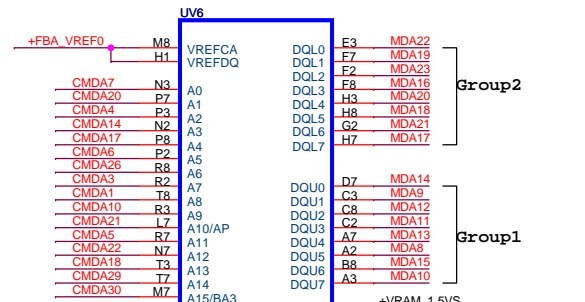 UV6
+FBA_VREF0 M8 VREFCA DQL0 E3 MDA22
H1 VREFDQ DQL1 F7 MDA19
DQL2 F2 MDA23
CMDA7 N3 A0 DQL3 F8 MDA16
CMDA20 P7 A1 DQL4 H3 MDA20
CMDA4 P3 A2 DQL5 H8 MDA18
CMDA14 N2 A3 DQL6 G2 MDA21
CMDA17 P8 A4 DQL7 H7 MDA17
Group2
CMDA6 P2 A5
CMDA26 R8 A6
CMDA3 R2 A7 DQU0 D7 MDA14
CMDA1 T8 A8 DQU1 C3 MDA9
CMDA10 R3 A9 DQU2 C8 MDA12
CMDA21 L7 A10/AP DQU3 C2 MDA11
CMDA5 R7 A11 DQU4 A7 MDA13
CMDA22 N7 A12 DQU5 A2 MDA8
CMDA18 T3 A13 DQU6 B8 MDA15
CMDA29 T7 A14 DQU7 A3 MDA10
Group1
CMDA30 M7 A15/BA3
+VRAM_1.5VS